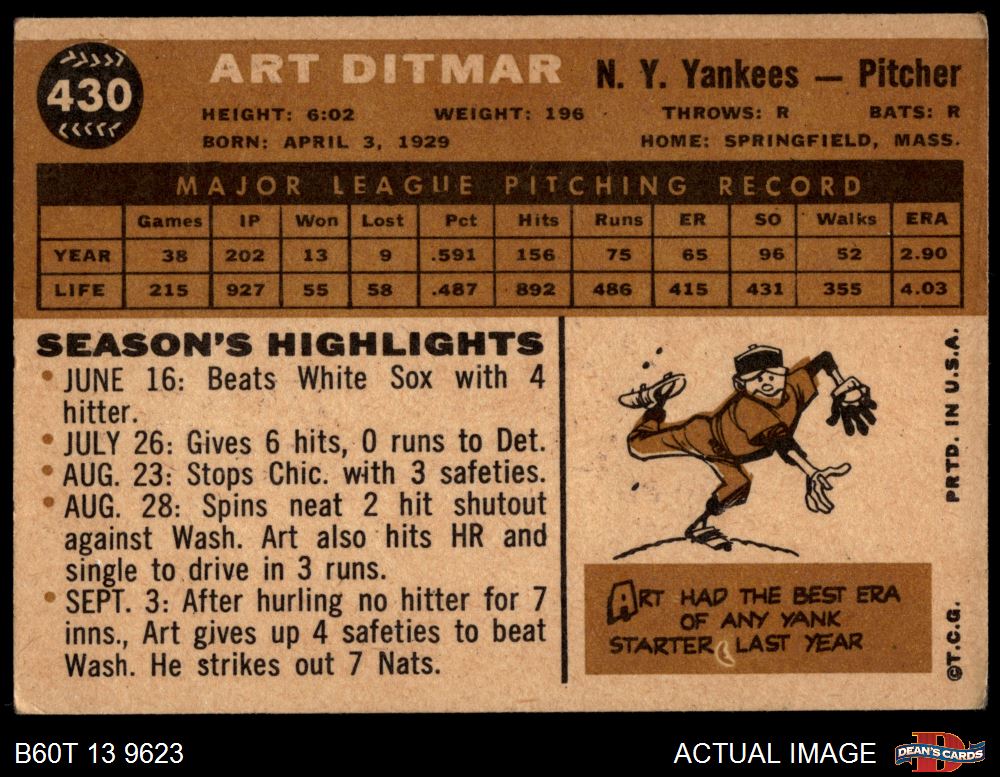 430
ART DITMAR N. Y. Yankees — Pitcher
HEIGHT: 6:02 WEIGHT: 196 THROWS: R BATS: R
BORN: APRIL 3, 1929 HOME: SPRINGFIELD, MASS.
MAJOR LEAGUE PITCHING RECORD
Games IP Won Lost Pct Hits Runs ER SO Walks ERA
YEAR 38 202 13 9 .591 156 75 65 96 52 2.90
LIFE 215 927 55 58 .487 892 486 415 431 355 4.03
SEASON'S HIGHLIGHTS
• JUNE 16: Beats White Sox with 4
hitter.
• JULY 26: Gives 6 hits, 0 runs to Det.
• AUG. 23: Stops Chic. with 3 safeties.
• AUG. 28: Spins neat 2 hit shutout
against Wash. Art also hits HR and
single to drive in 3 runs.
• SEPT. 3: After hurling no hitter for 7
inns., Art gives up 4 safeties to beat
Wash. He strikes out 7 Nats.
ART HAD THE BEST ERA
OF ANY YANK
STARTER LAST YEAR
©T.C.G. PRTD. IN U.S.A.
B60T 13 9623 ACTUAL IMAGE
D
DEAN'S CARDS